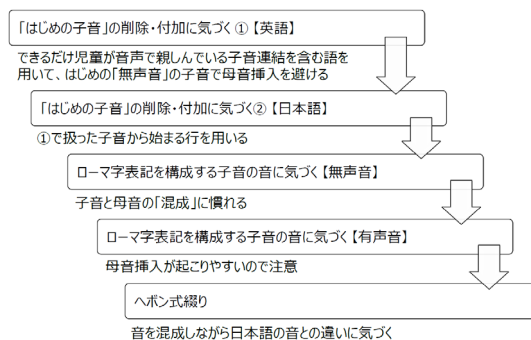 「はじめの子音」の削除・付加に気づく①【英語】
できるだけ児童が音声で親しんでいる子音連結を含む語を
用いて、はじめの「無声音」の子音で母音挿入を避ける
「はじめの子音」の削除・付加に気づく②【日本語】
①で扱った子音から始まる行を用いる
ローマ字表記を構成する子音の音に気づく【無声音】
子音と母音の「混成」に慣れる
ローマ字表記を構成する子音の音に気づく【有声音】
母音挿入が起こりやすいので注意
ヘボン式綴り
音を混成しながら日本語の音との違いに気づく